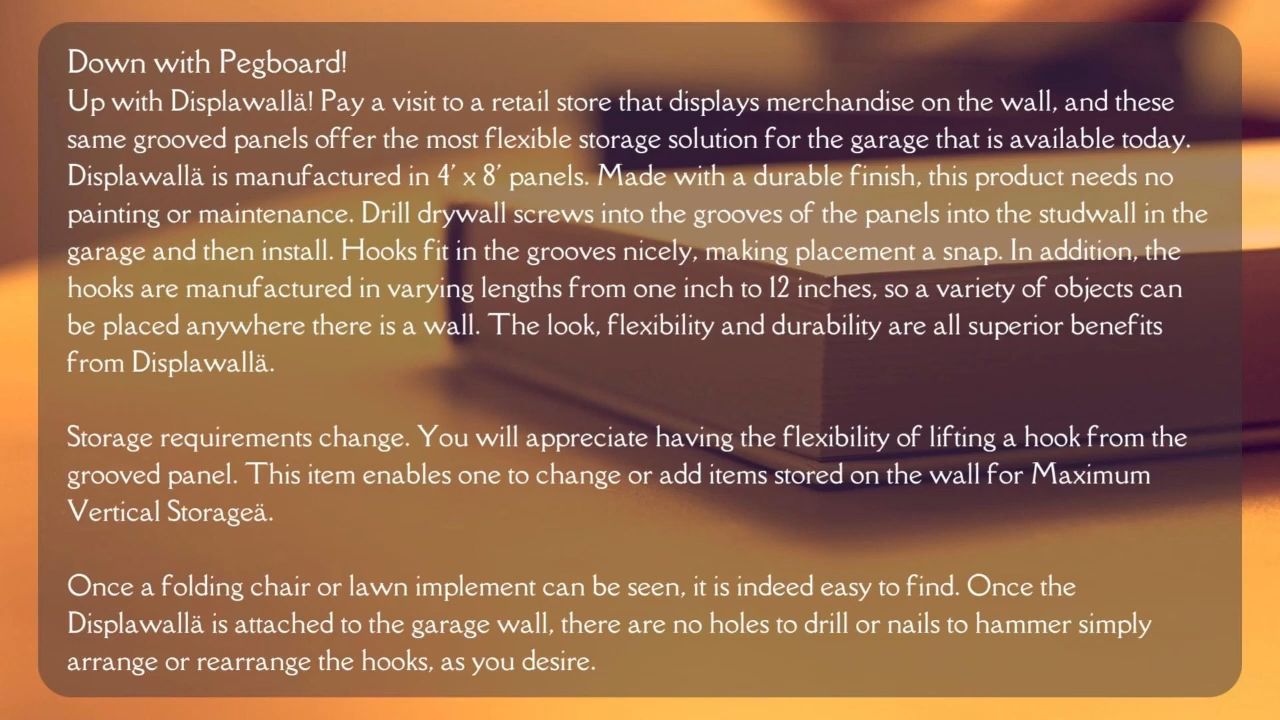 Down with Pegboard!
Up with Displawallä! Pay a visit to a retail store that displays merchandise on the wall, and these
same grooved panels offer the most flexible storage solution for the garage that is available today.
Displawallä is manufactured in 4' x 8' panels. Made with a durable finish, this product needs no
painting or maintenance. Drill drywall screws into the grooves of the panels into the studwall in the
garage and then install. Hooks fit in the grooves nicely, making placement a snap. In addition, the
hooks are manufactured in varying lengths from one inch to 12 inches, so a variety of objects can
be placed anywhere there is a wall. The look, flexibility and durability are all superior benefits
from Displawallä.

Storage requirements change. You will appreciate having the flexibility of lifting a hook from the
grooved panel. This item enables one to change or add items stored on the wall for Maximum
Vertical Storageä.

Once a folding chair or lawn implement can be seen, it is indeed easy to find. Once the
Displawallä is attached to the garage wall, there are no holes to drill or nails to hammer simply
arrange or rearrange the hooks, as you desire.